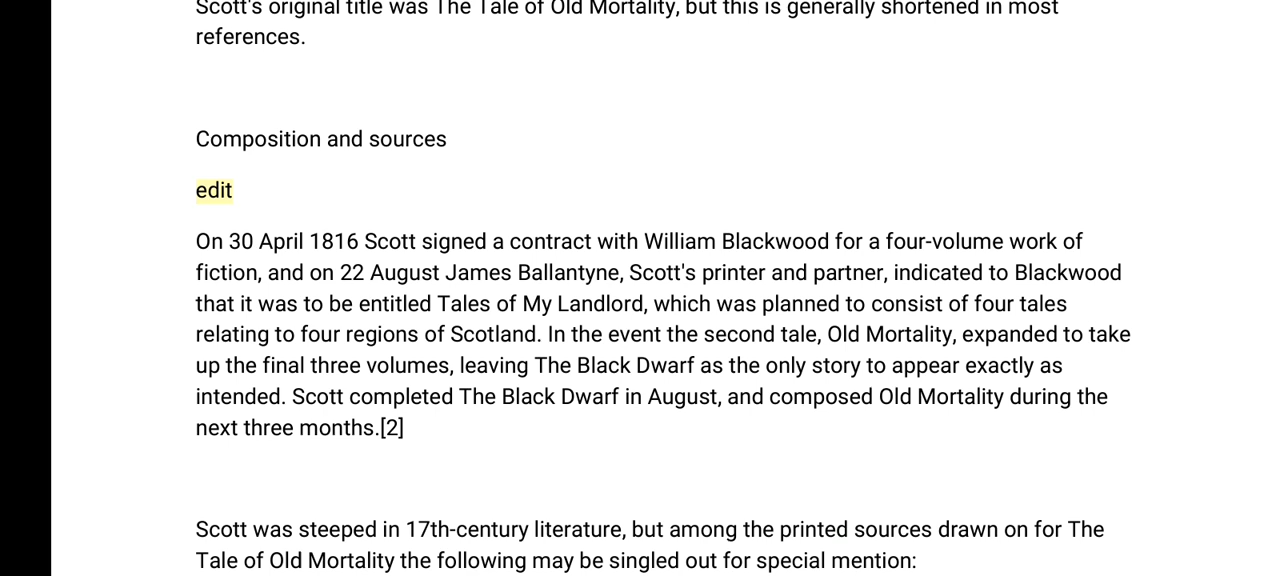 Scott's original title was The Tale of Old Mortality, but this is generally shortened in most
references.
Composition and sources
edit
On 30 April 1816 Scott signed a contract with William Blackwood for a four-volume work of
fiction, and on 22 August James Ballantyne, Scott's printer and partner, indicated to Blackwood
that it was to be entitled Tales of My Landlord, which was planned to consist of four tales
relating to four regions of Scotland. In the event the second tale, Old Mortality, expanded to take
up the final three volumes, leaving The Black Dwarf as the only story to appear exactly as
intended. Scott completed The Black Dwarf in August, and composed Old Mortality during the
next three months.[2]
Scott was steeped in 17th-century literature, but among the printed sources drawn on for The
Tale of Old Mortality the following may be singled out for special mention: